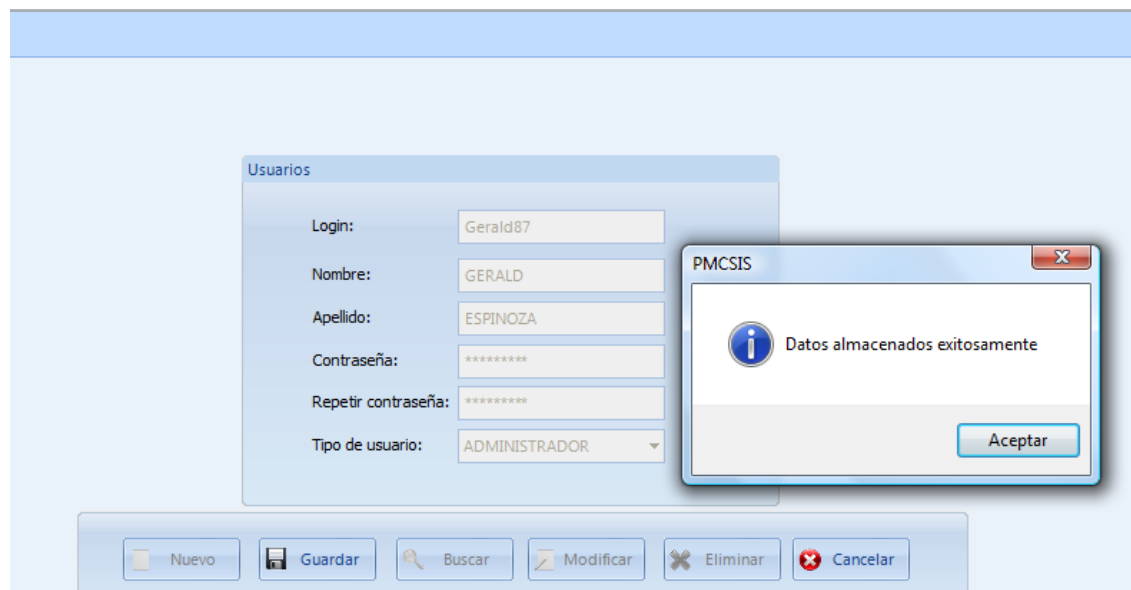 Usuarios
Login: Gerald87
Nombre: GERALD
Apellido: ESPINOZA
Contraseña: *********
Repetir contraseña: *********
Tipo de usuario: ADMINISTRADOR
PMCSIS
Datos almacenados exitosamente
Aceptar
Nuevo Guardar Buscar Modificar Eliminar Cancelar